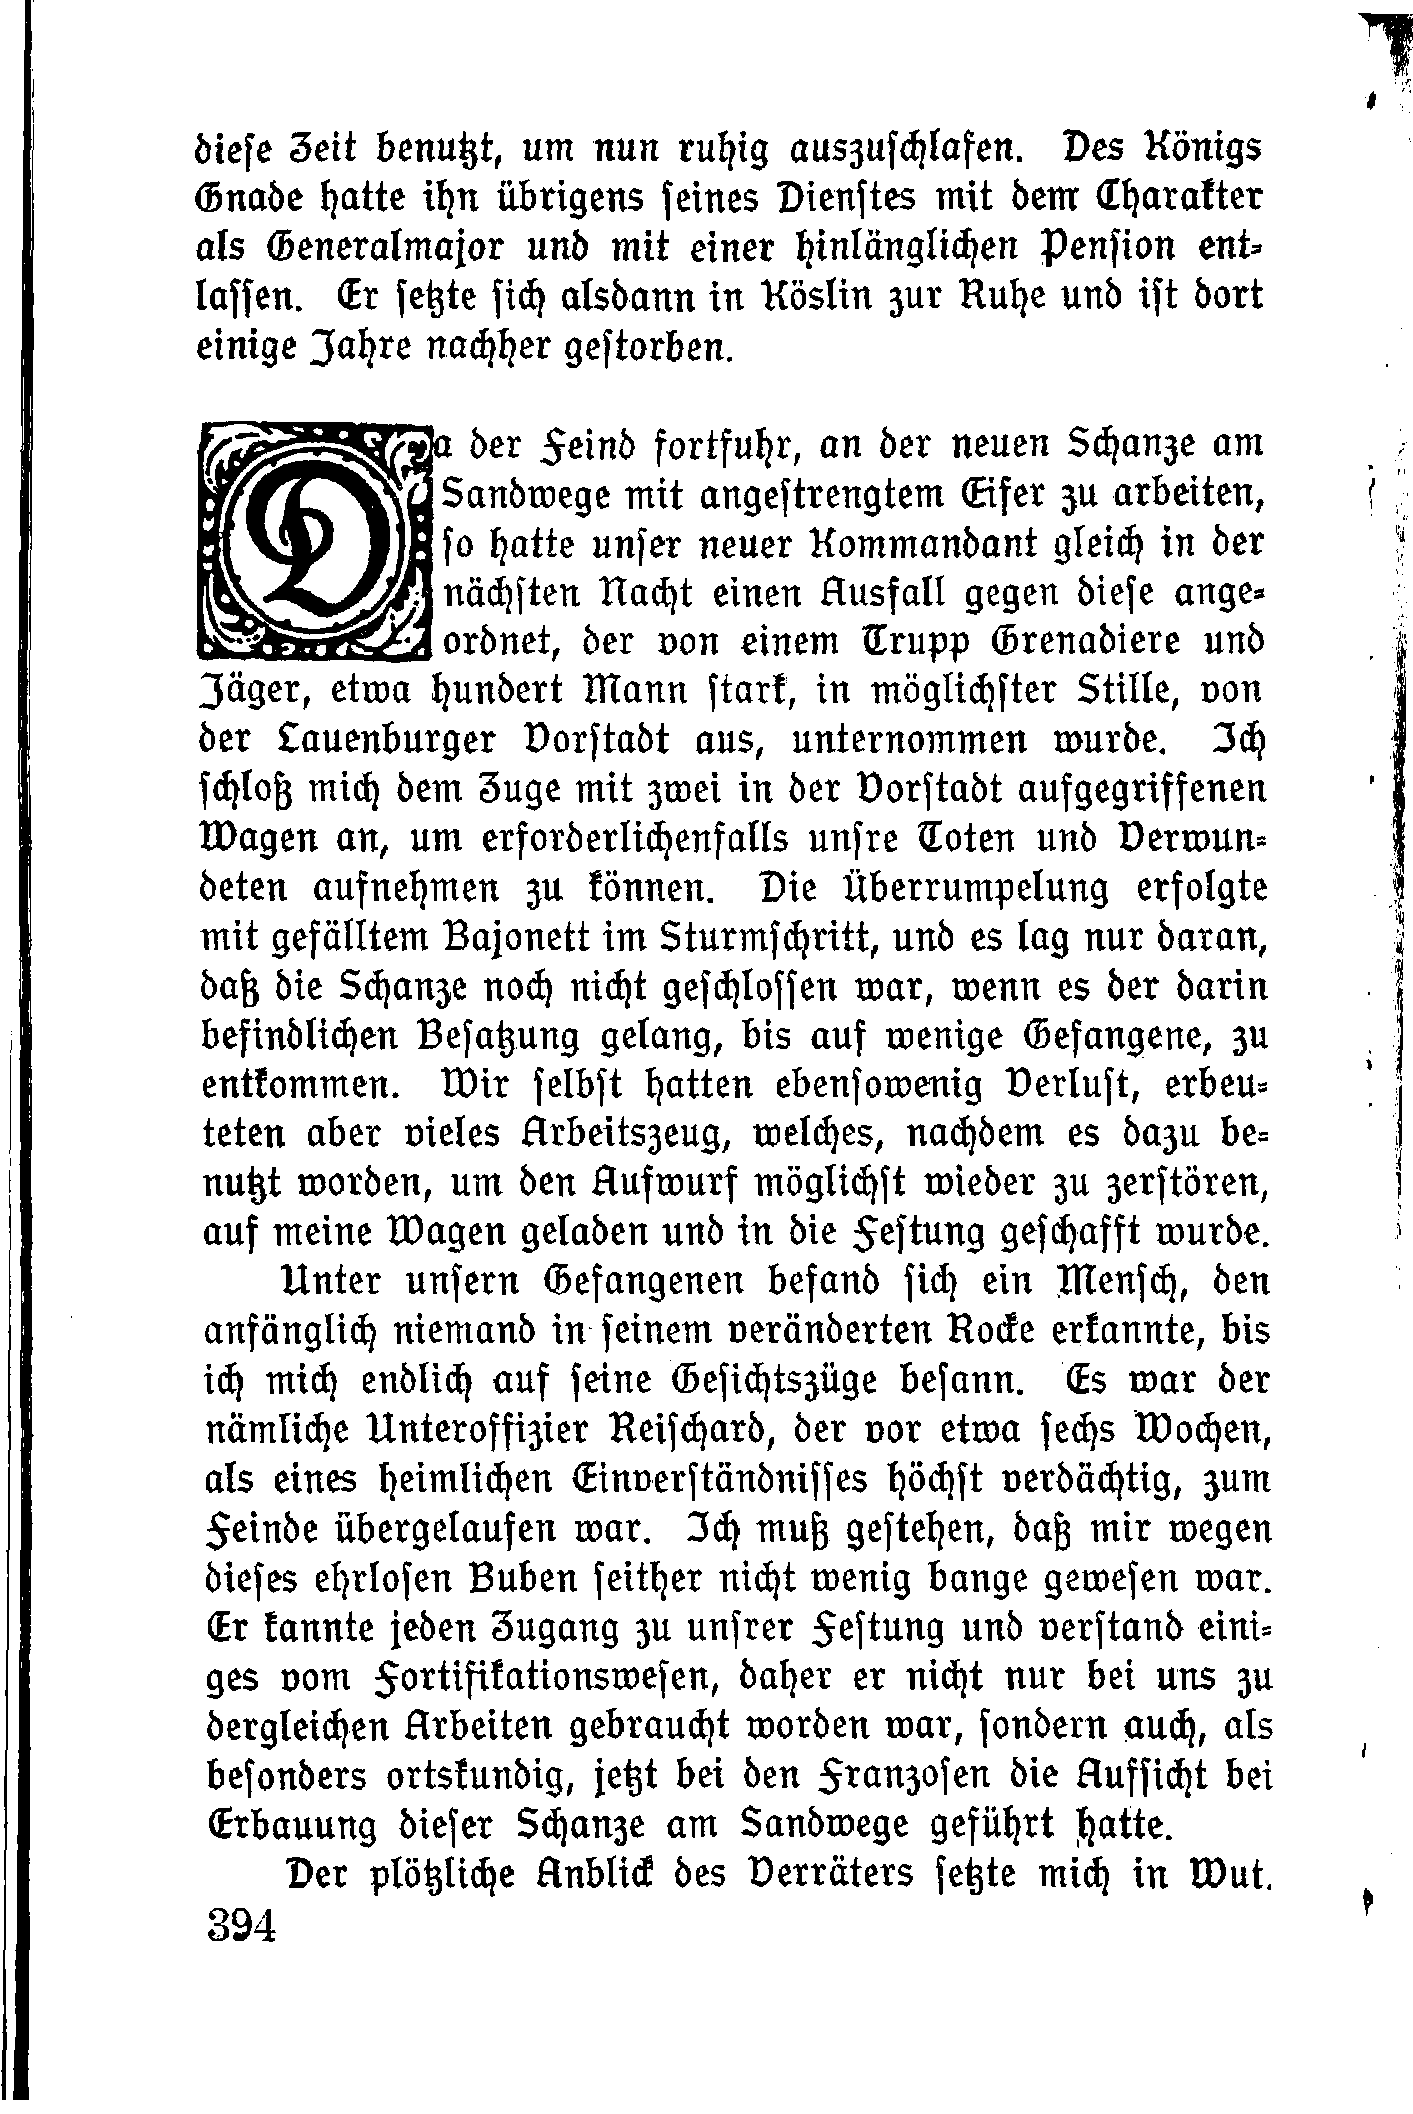 diese Zeit benutzt, um nun ruhig auszuschlafen. Des Königs
Gnade hatte ihn übrigens seines Dienstes mit dem Charakter
als Generalmajor und mit einer hinlänglichen Pension ent-
lassen. Er setzte sich alsdann in Köslin zur Ruhe und ist dort
einige Jahre nachher gestorben.
Da der Feind fortfuhr, an der neuen Schanze am
Sandwege mit angestrengtem Eifer zu arbeiten,
so hatte unser neuer Kommandant gleich in der
nächsten Nacht einen Ausfall gegen diese ange-
ordnet, der von einem Trupp Grenadiere und
Jäger, etwa hundert Mann stark, in möglichster Stille, von
der Lauenburger Vorstadt aus, unternommen wurde. Ich
schloß mich dem Zuge mit zwei in der Vorstadt aufgegriffenen
Wagen an, um erforderlichenfalls unsre Toten und Verwun-
deten aufnehmen zu können. Die Überrumpelung erfolgte
mit gefälltem Bajonett im Sturmschritt, und es lag nur daran,
daß die Schanze noch nicht geschlossen war, wenn es der darin
befindlichen Besatzung gelang, bis auf wenige Gefangene, zu
entkommen. Wir selbst hatten ebensowenig Verlust, erbeu-
teten aber vieles Arbeitszeug, welches, nachdem es dazu be-
nutzt worden, um den Aufwurf möglichst wieder zu zerstören,
auf meine Wagen geladen und in die Festung geschafft wurde.
Unter unsern Gefangenen befand sich ein Mensch, den
anfänglich niemand in seinem veränderten Rocke erkannte, bis
ich mich endlich auf seine Gesichtszüge besann. Es war der
nämliche Unteroffizier Reischard, der vor etwa sechs Wochen,
als eines heimlichen Einverständnisses höchst verdächtig, zum
Feinde übergelaufen war. Ich muß gestehen, daß mir wegen
dieses ehrlosen Buben seither nicht wenig bange gewesen war.
Er kannte jeden Zugang zu unsrer Festung und verstand eini-
ges vom Fortifikationswesen, daher er nicht nur bei uns zu
dergleichen Arbeiten gebraucht worden war, sondern auch, als
besonders ortskundig, jetzt bei den Franzosen die Aufsicht bei
Erbauung dieser Schanze am Sandwege geführt hatte.
Der plötzliche Anblick des Verräters setzte mich in Wut.
394